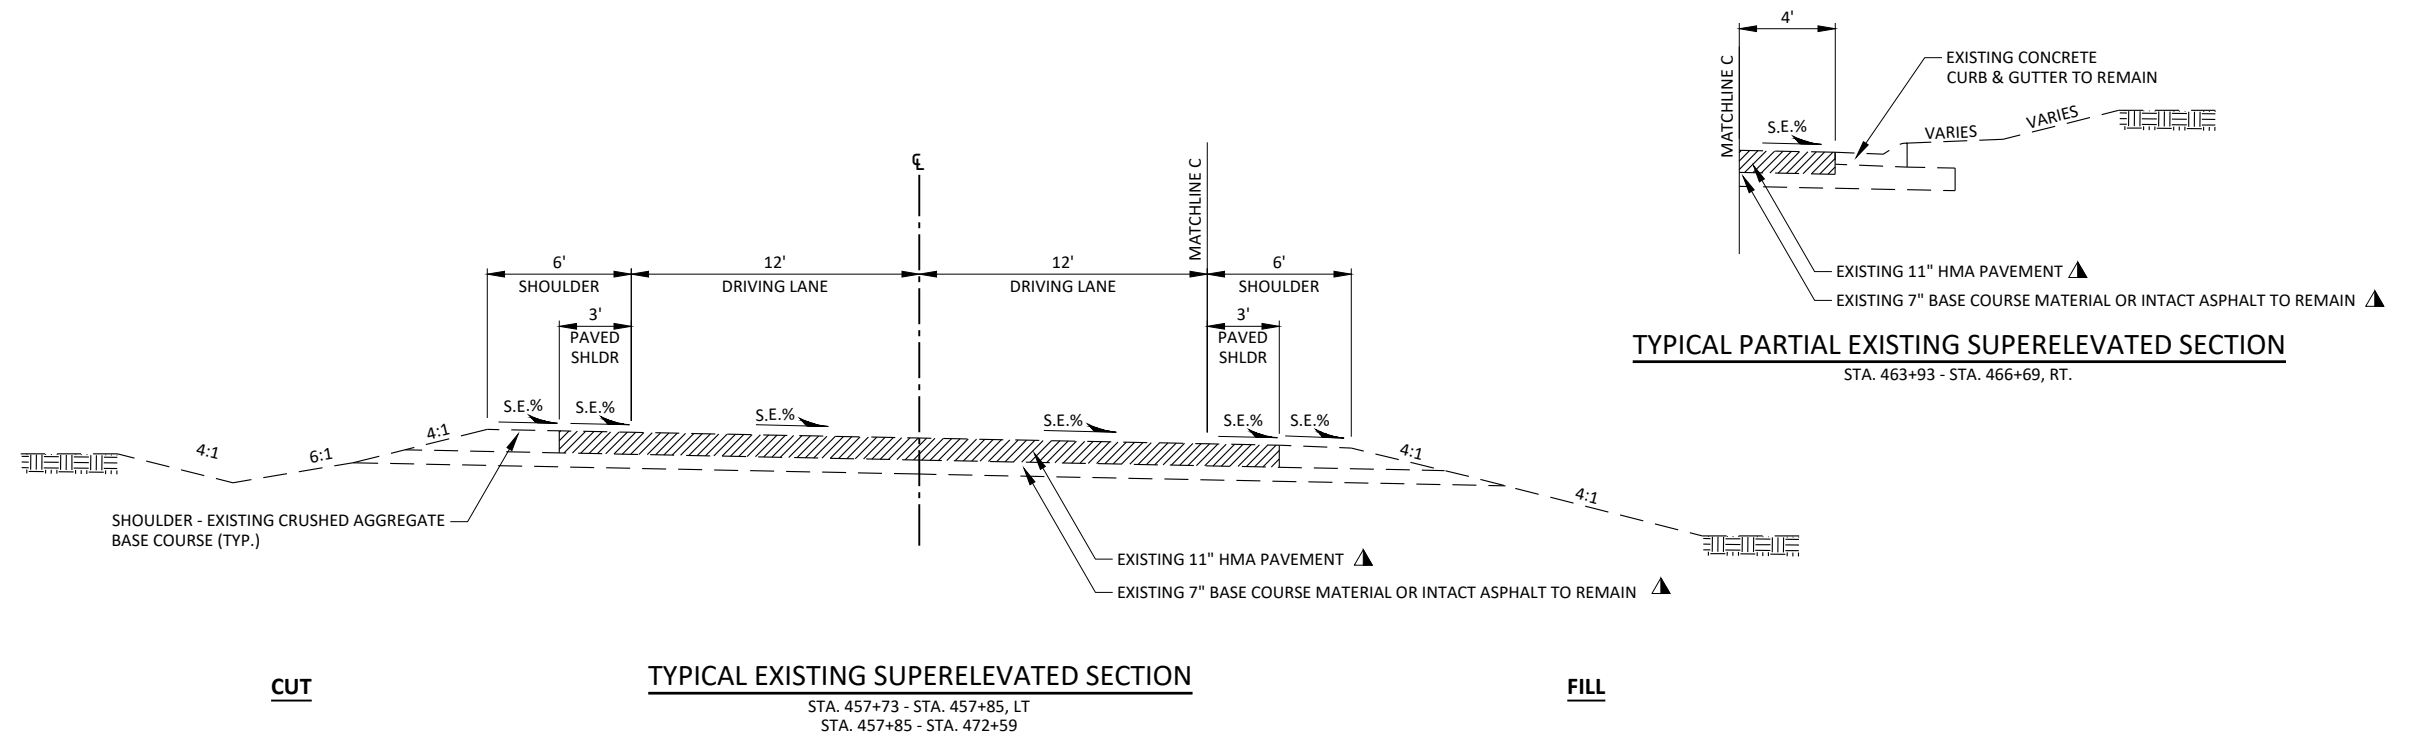 4'
MATCHLINE C
EXISTING CONCRETE
CURB & GUTTER TO REMAIN
S.E.%
VARIES
VARIES
EXISTING 11" HMA PAVEMENT
EXISTING 7" BASE COURSE MATERIAL OR INTACT ASPHALT TO REMAIN
TYPICAL PARTIAL EXISTING SUPERELEVATED SECTION
STA. 463+93 - STA. 466+69, RT.
℄
MATCHLINE C
6'
12'
12'
6'
SHOULDER
DRIVING LANE
DRIVING LANE
SHOULDER
3'
PAVED
SHLDR
3'
PAVED
SHLDR
S.E.%
S.E.%
S.E.%
S.E.%
S.E.%
S.E.%
4:1
6:1
4:1
4:1
4:1
SHOULDER - EXISTING CRUSHED AGGREGATE
BASE COURSE (TYP.)
EXISTING 11" HMA PAVEMENT
EXISTING 7" BASE COURSE MATERIAL OR INTACT ASPHALT TO REMAIN
CUT
TYPICAL EXISTING SUPERELEVATED SECTION
STA. 457+73 - STA. 457+85, LT
STA. 457+85 - STA. 472+59
FILL